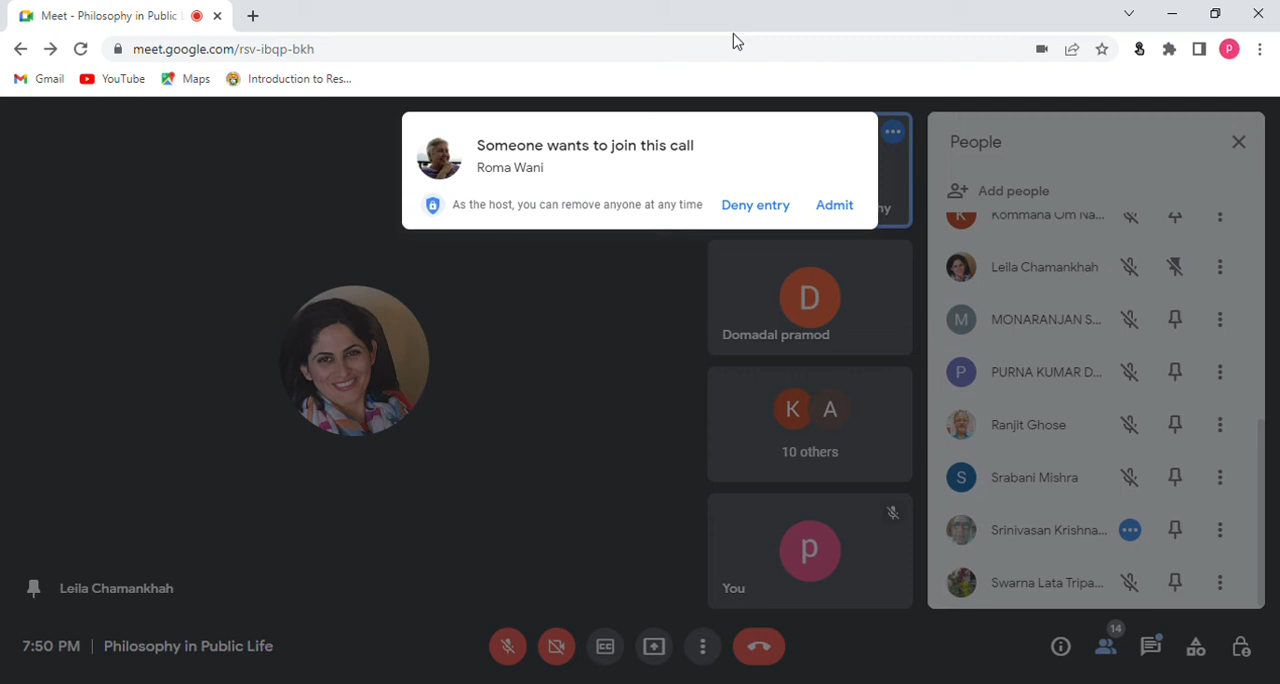 Meet - Philosophy in Public
meet.google.com/rsv-ibqp-bkh
P
Gmail
YouTube
Maps
Introduction to Res...
Someone wants to join this call
Roma Wani
As the host, you can remove anyone at any time
Deny entry
Admit
hy
D
Domadal pramod
K A
10 others
p
You
Leila Chamankhah
People
Add people
K Kommana Om Na...
Leila Chamankhah
M MONARANJAN S...
P PURNA KUMAR D...
Ranjit Ghose
S Srabani Mishra
Srinivasan Krishna...
Swarna Lata Tripa...
7:50 PM | Philosophy in Public Life
CC
14